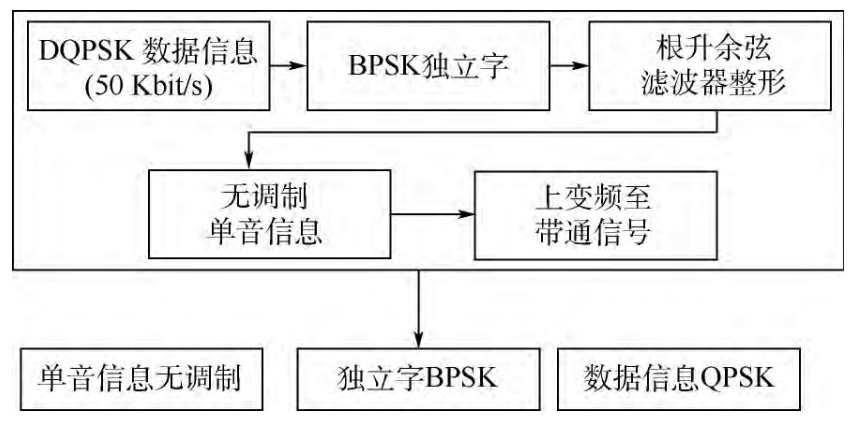 DQPSK 数据信息
(50 Kbit/s)
BPSK独立字
根升余弦
滤波器整形
无调制
单音信息
上变频至
带通信号
单音信息无调制
独立字BPSK
数据信息QPSK